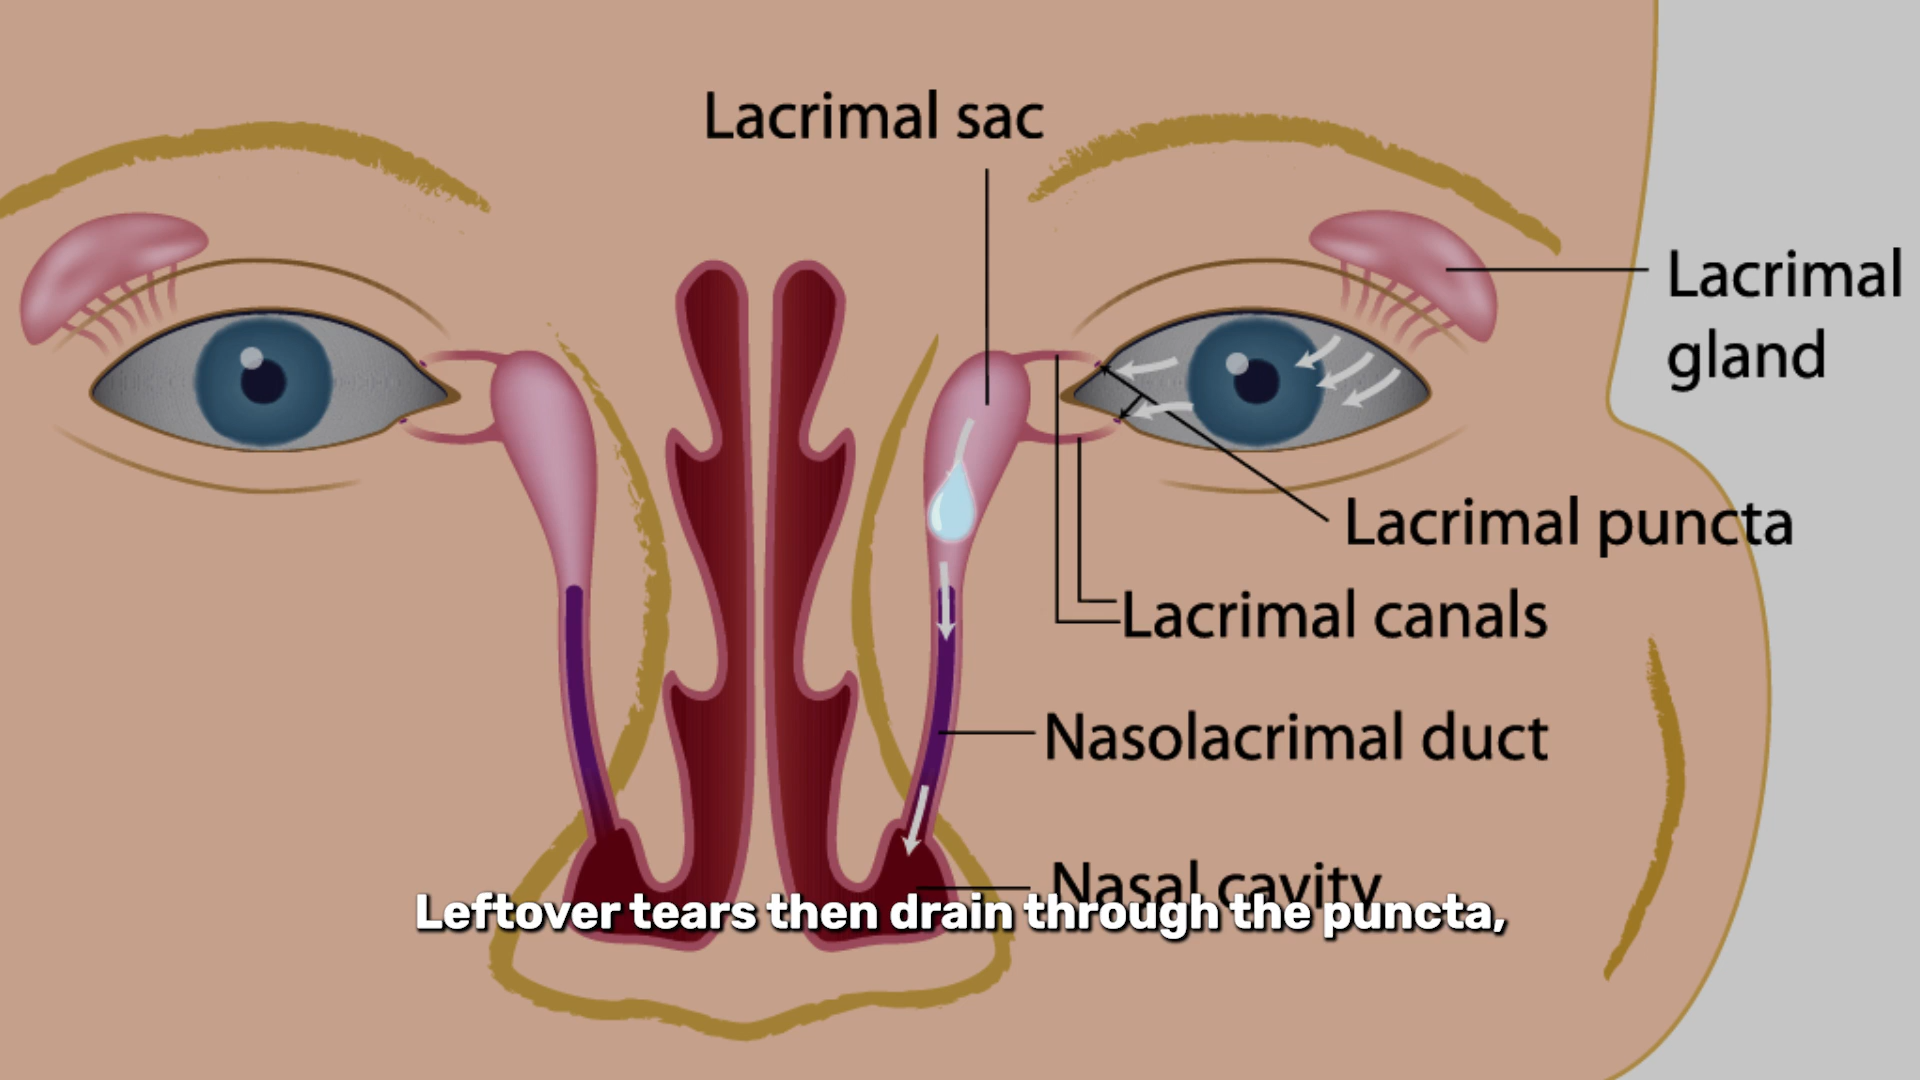 Lacrimal sac
Lacrimal
gland
Lacrimal puncta
Lacrimal canals
Nasolacrimal duct
Nasal cavity
Leftover tears then drain through the puncta,